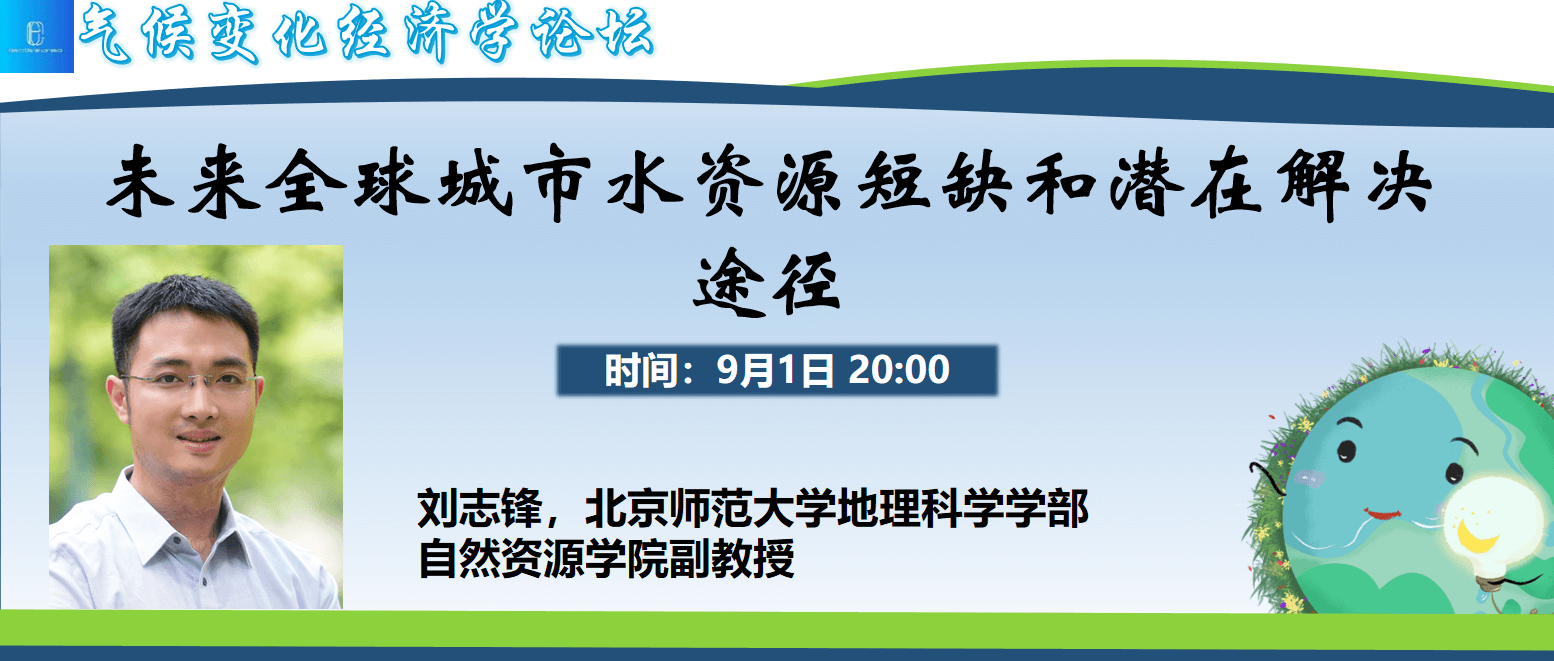 气候变化经济学论坛
未来全球城市水资源短缺和潜在解决
途径
时间：9月1日 20:00
刘志锋，北京师范大学地理科学学部
自然资源学院副教授